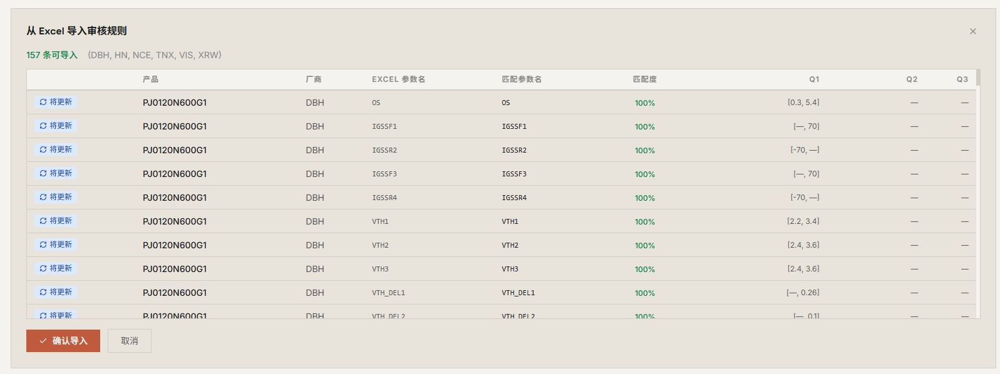 从 Excel 导入审核规则
157 条可导入 (DBH, HN, NCE, TNX, VIS, XRW)
产品 厂商 EXCEL 参数名 匹配参数名 匹配度 Q1 Q2 Q3
将更新 PJ0120N600G1 DBH OS OS 100% [0.3, 5.4] — —
将更新 PJ0120N600G1 DBH IGSSF1 IGSSF1 100% [—, 70] — —
将更新 PJ0120N600G1 DBH IGSSR2 IGSSR2 100% [-70, —] — —
将更新 PJ0120N600G1 DBH IGSSF3 IGSSF3 100% [—, 70] — —
将更新 PJ0120N600G1 DBH IGSSR4 IGSSR4 100% [-70, —] — —
将更新 PJ0120N600G1 DBH VTH1 VTH1 100% [2.2, 3.4] — —
将更新 PJ0120N600G1 DBH VTH2 VTH2 100% [2.4, 3.6] — —
将更新 PJ0120N600G1 DBH VTH3 VTH3 100% [2.4, 3.6] — —
将更新 PJ0120N600G1 DBH VTH_DEL1 VTH_DEL1 100% [—, 0.26] — —
将更新 PJ0120N600G1 DBH VTH_DEL2 VTH_DEL2 100% [—, 0.1] — —
确认导入 取消